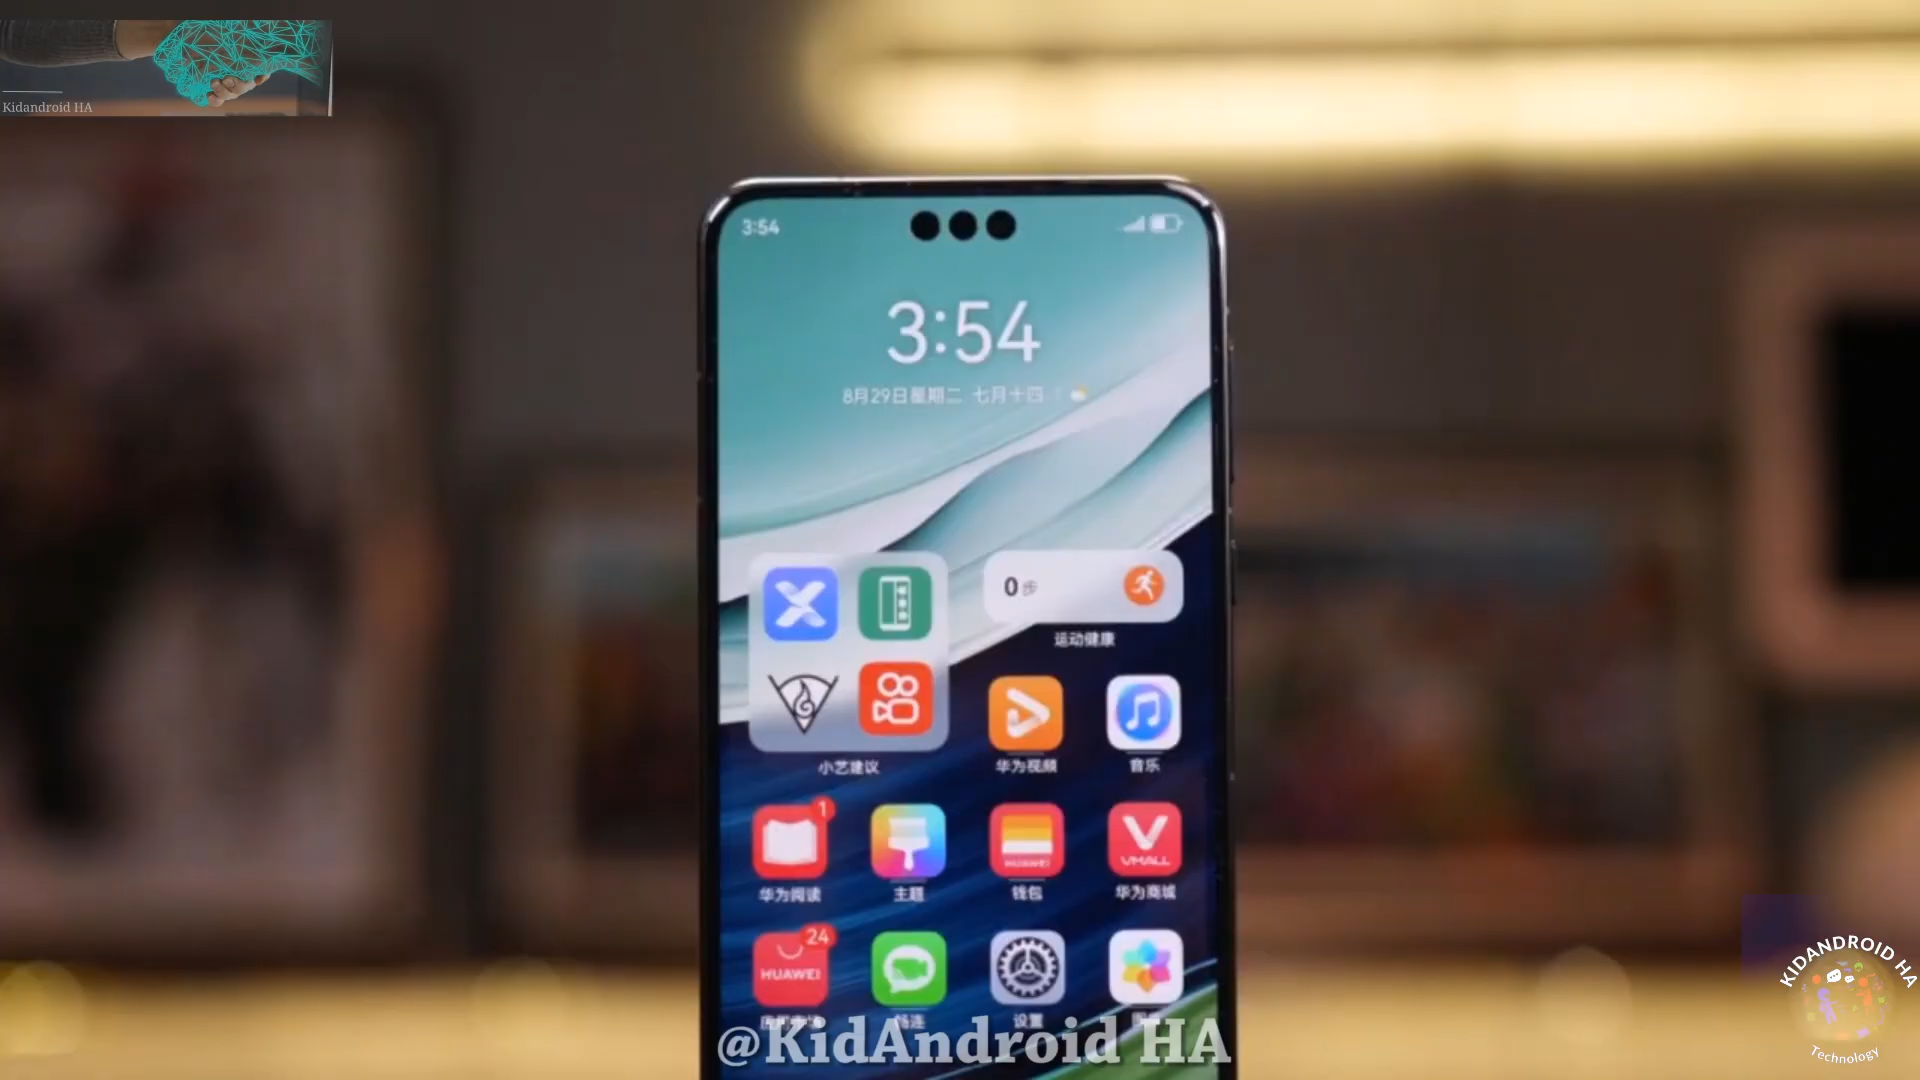 Kidandroid HA
3:54
3:54
8月29日星期二 七月十四
0步
运动健康
小艺建议
华为视频
音乐
1
HUAWEI
VMALL
华为阅读
主题
钱包
华为商城
24
HUAWEI
畅连
设置
@KidAndroid HA
KIDANDROID HA
Technology